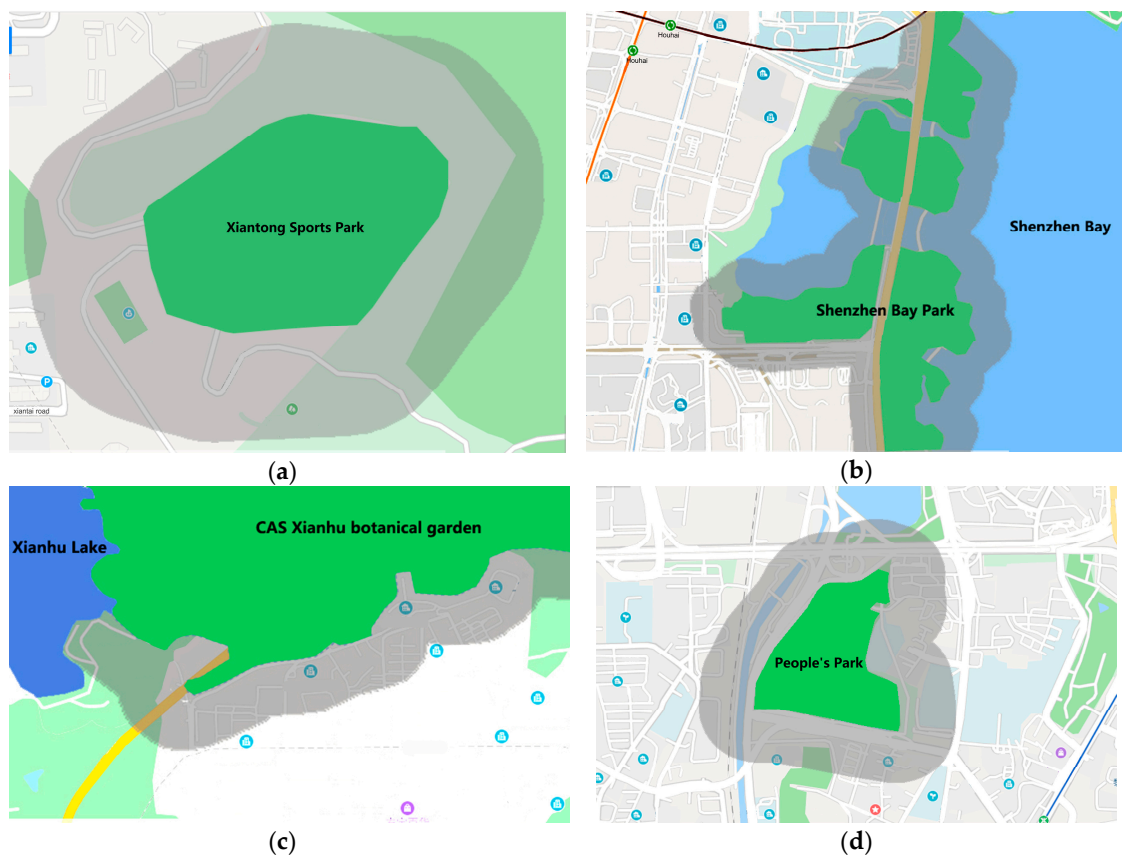 Houhai
Houhai
Xiantong Sports Park
xiantai road
P
(a)
Shenzhen Bay
Shenzhen Bay Park
(b)
CAS Xianhu botanical garden
Xianhu Lake
(c)
People's Park
(d)